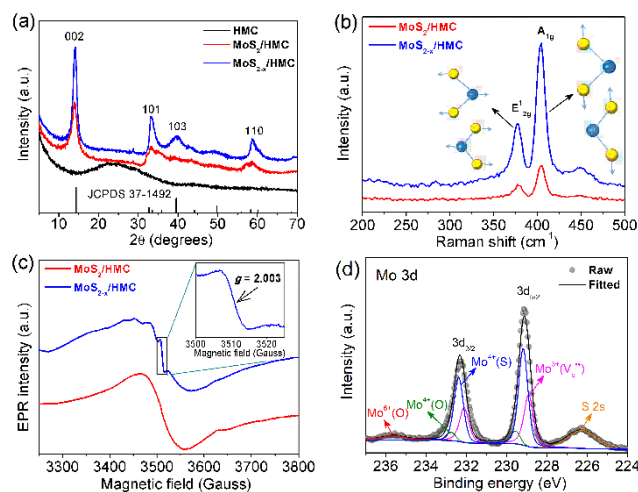 (a)
HMC
MoS2/HMC
MoS2-x/HMC
002
101
103
110
JCPDS 37-1492
Intensity (a.u.)
10 20 30 40 50 60 70
2θ (degrees)
(b)
MoS2/HMC
MoS2-x/HMC
A1g
E12g
Intensity (a.u.)
200 250 300 350 400 450 500
Raman shift (cm-1)
(c)
MoS2/HMC
MoS2-x/HMC
g = 2.003
3500 3510 3520
Magnetic field (Gauss)
EPR intensity (a.u.)
3300 3400 3500 3600 3700 3800
Magnetic field (Gauss)
(d)
Mo 3d
Raw
Fitted
3d5/2
3d3/2
Mo4+(S)
Mo3+(Vs••)
Mo4+(O)
Mo6+(O)
S 2s
Intensity (a.u.)
236 234 232 230 228 226 224
Binding energy (eV)